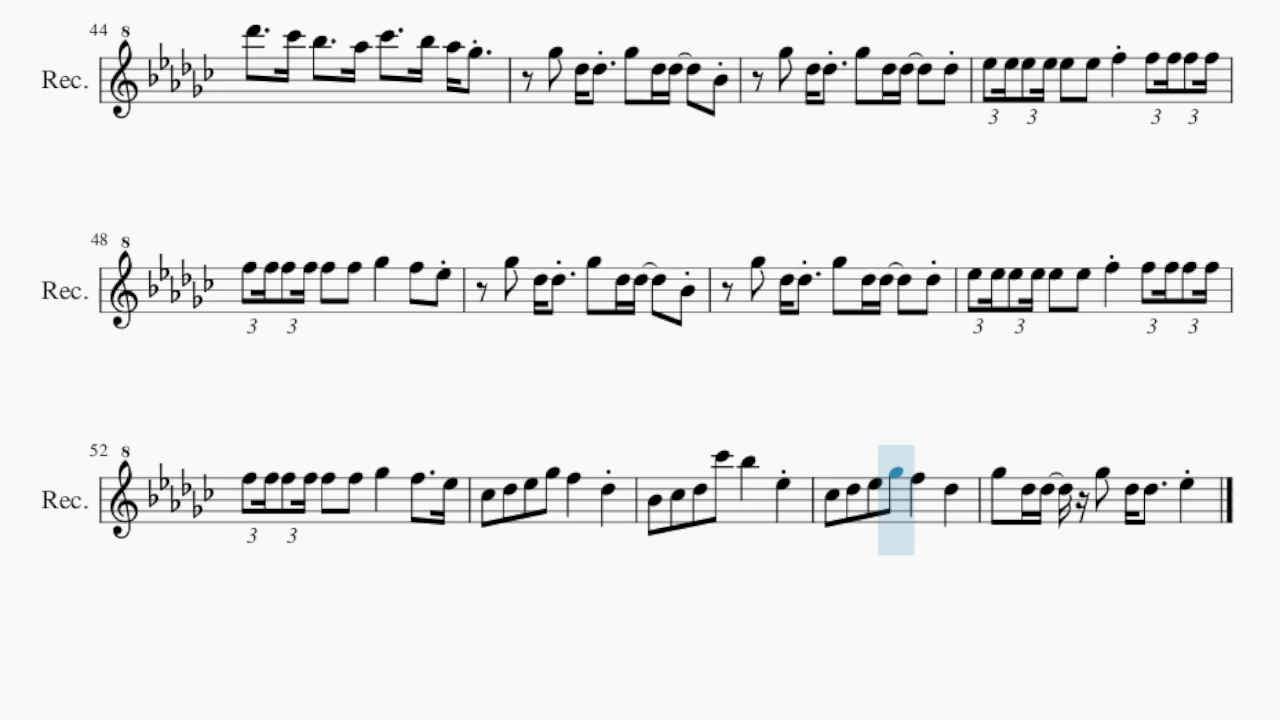 44 8
Rec.
3 3 3 3
48 8
Rec.
3 3 3 3 3 3
52 8
Rec.
3 3